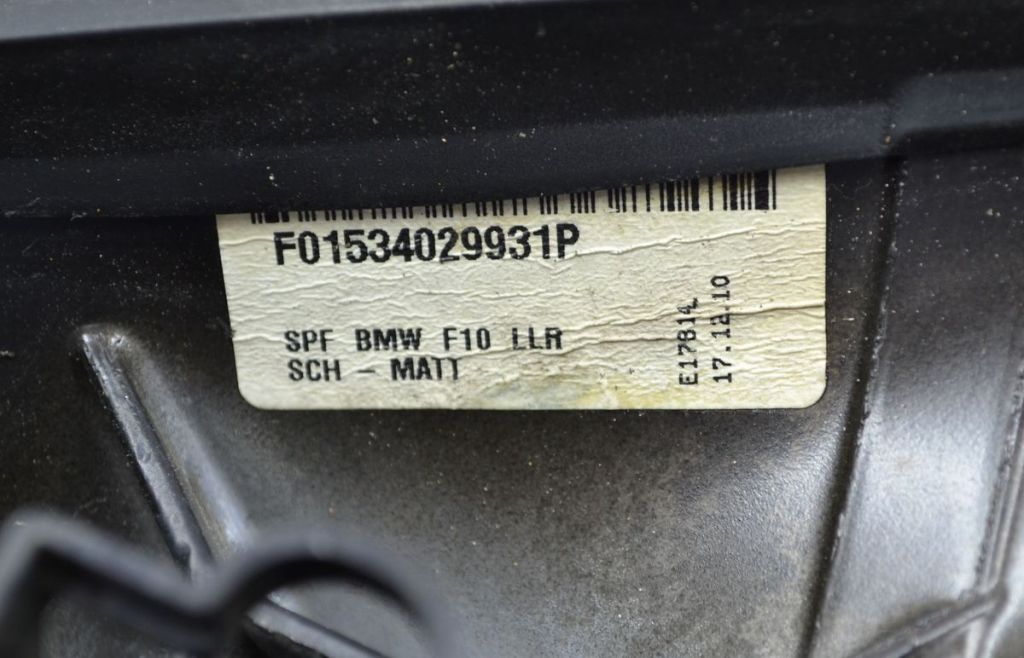 F01534029931P
SPF BMW F10 LLR
SCH - MATT
E17814
17.12.10